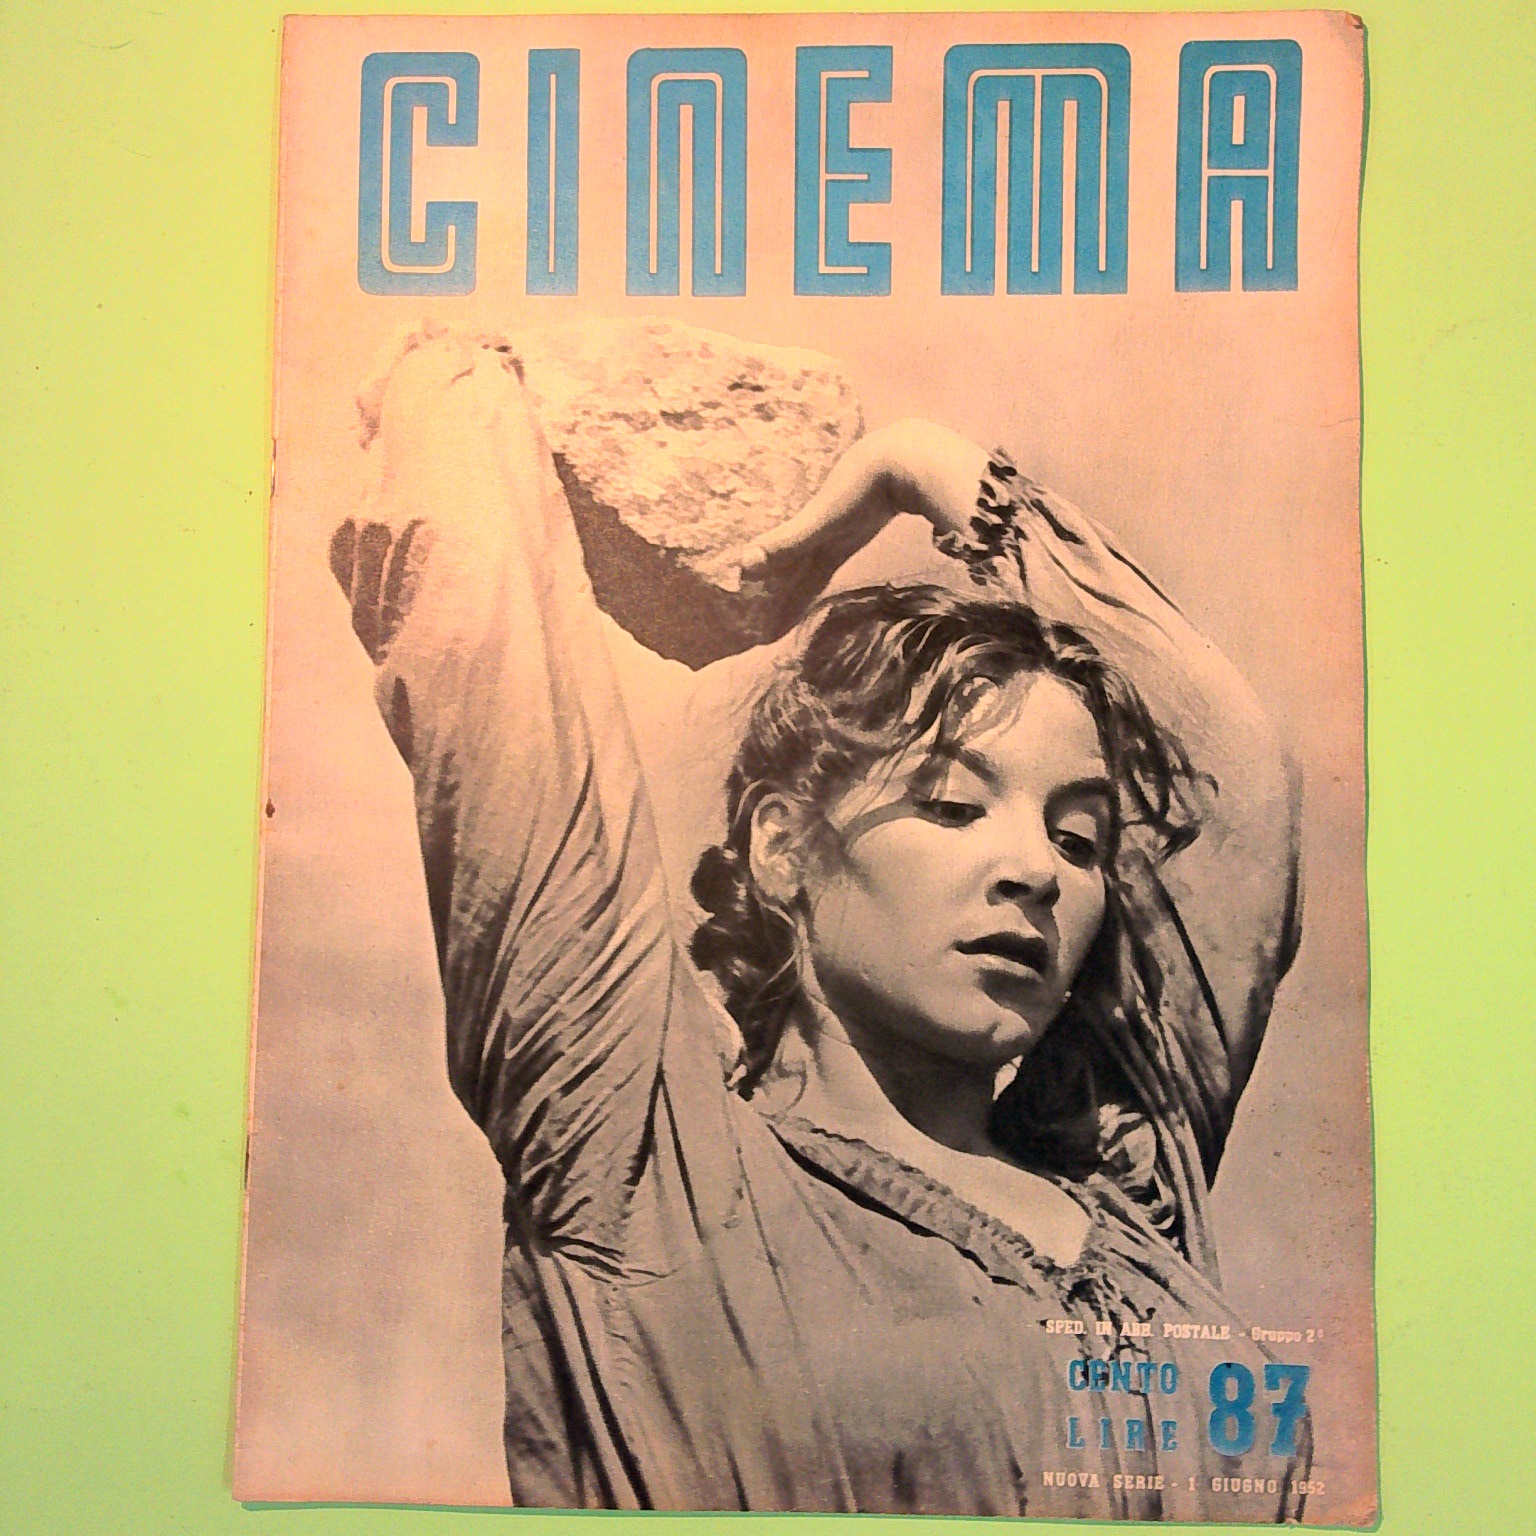 CINEMA
SPED. IN ABB. POSTALE - Gruppo 2°
CENTO
LIRE
87
NUOVA SERIE - 1 GIUGNO 1952